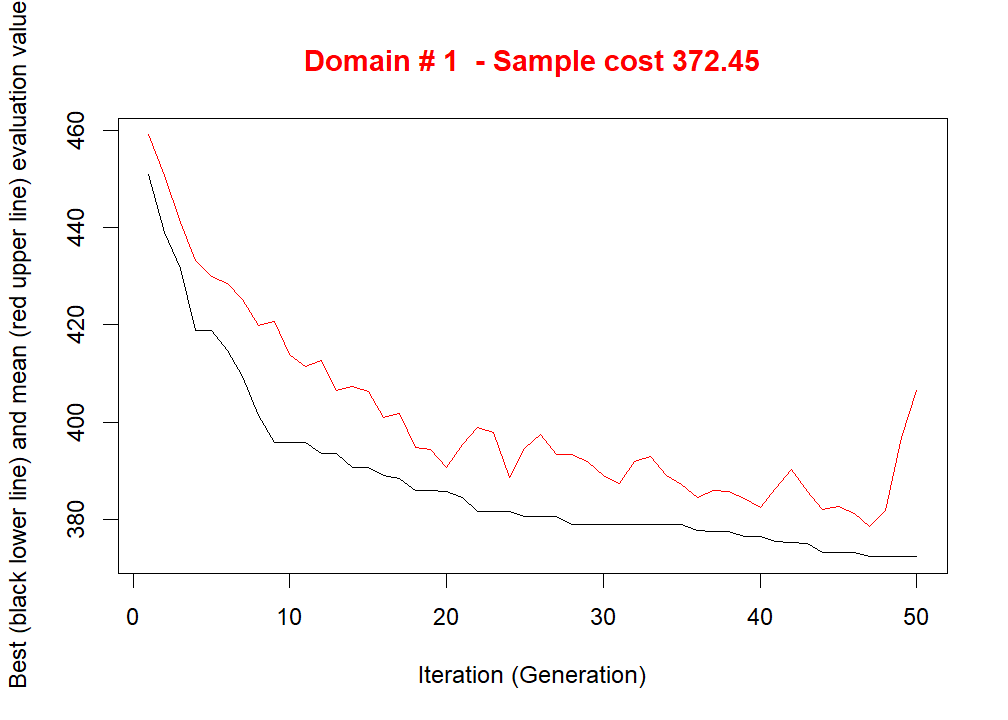 Domain # 1  - Sample cost 372.45
Best (black lower line) and mean (red upper line) evaluation value
460
440
420
400
380
0 10 20 30 40 50
Iteration (Generation)